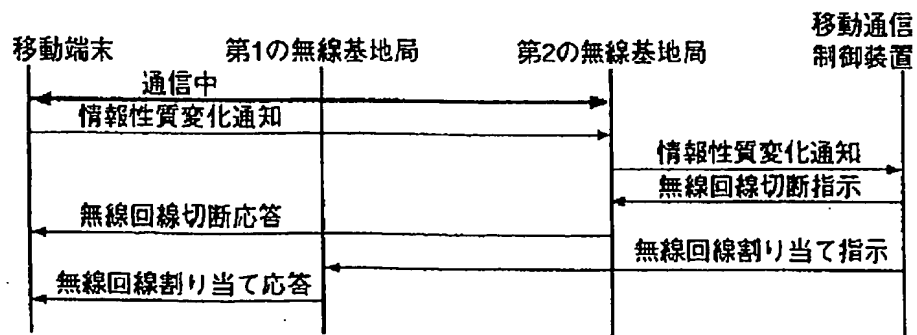 移動端末
第1の無線基地局
第2の無線基地局
移動通信
制御装置
通信中
情報性質変化通知
情報性質変化通知
無線回線切断指示
無線回線切断応答
無線回線割り当て指示
無線回線割り当て応答